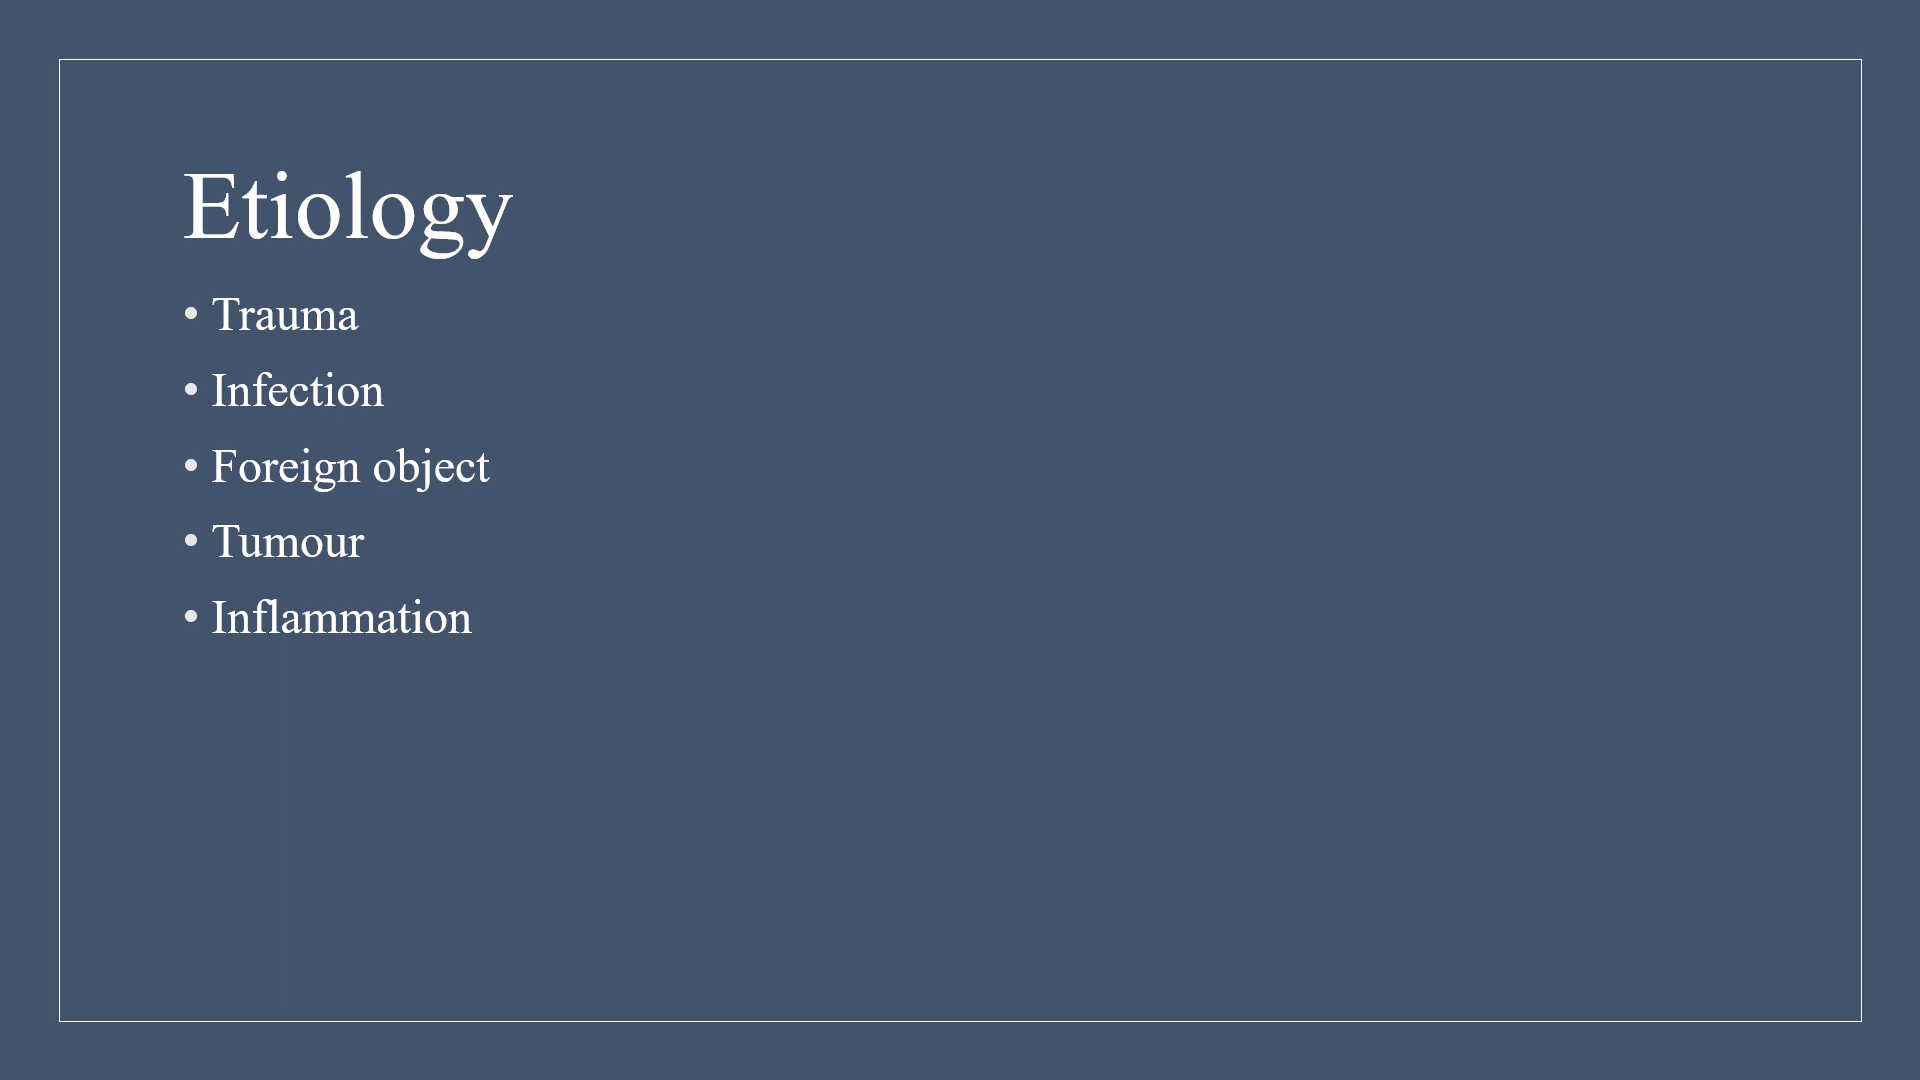 Etiology
• Trauma
• Infection
• Foreign object
• Tumour
• Inflammation